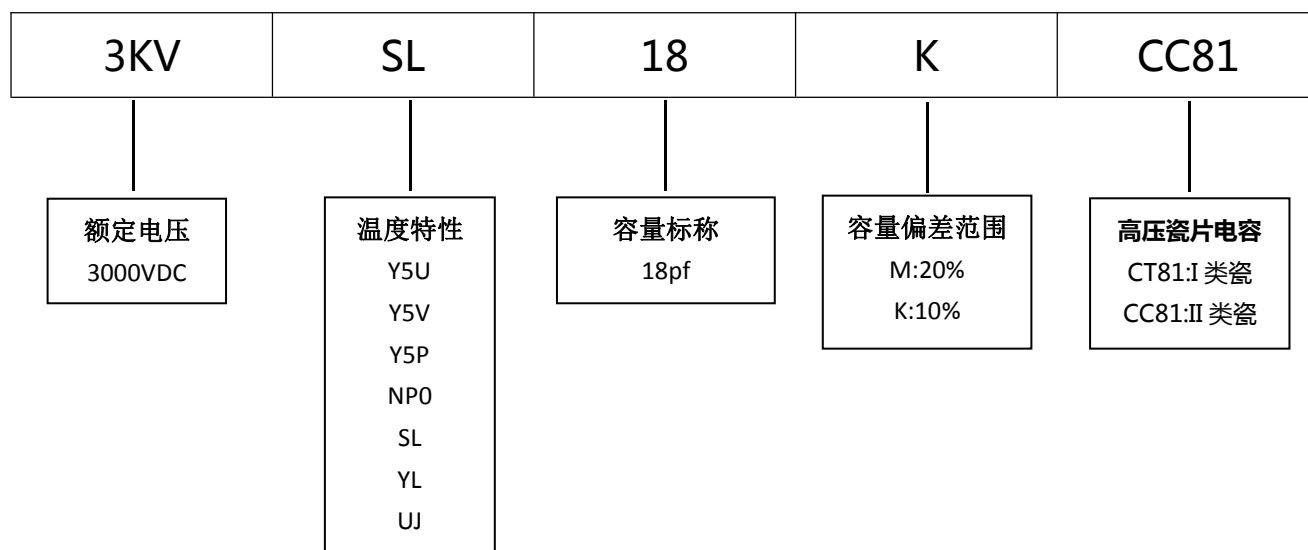 3KV SL 18 K CC81
额定电压
3000VDC
温度特性
Y5U
Y5V
Y5P
NP0
SL
YL
UJ
容量标称
18pf
容量偏差范围
M:20%
K:10%
高压瓷片电容
CT81:I 类瓷
CC81:II 类瓷